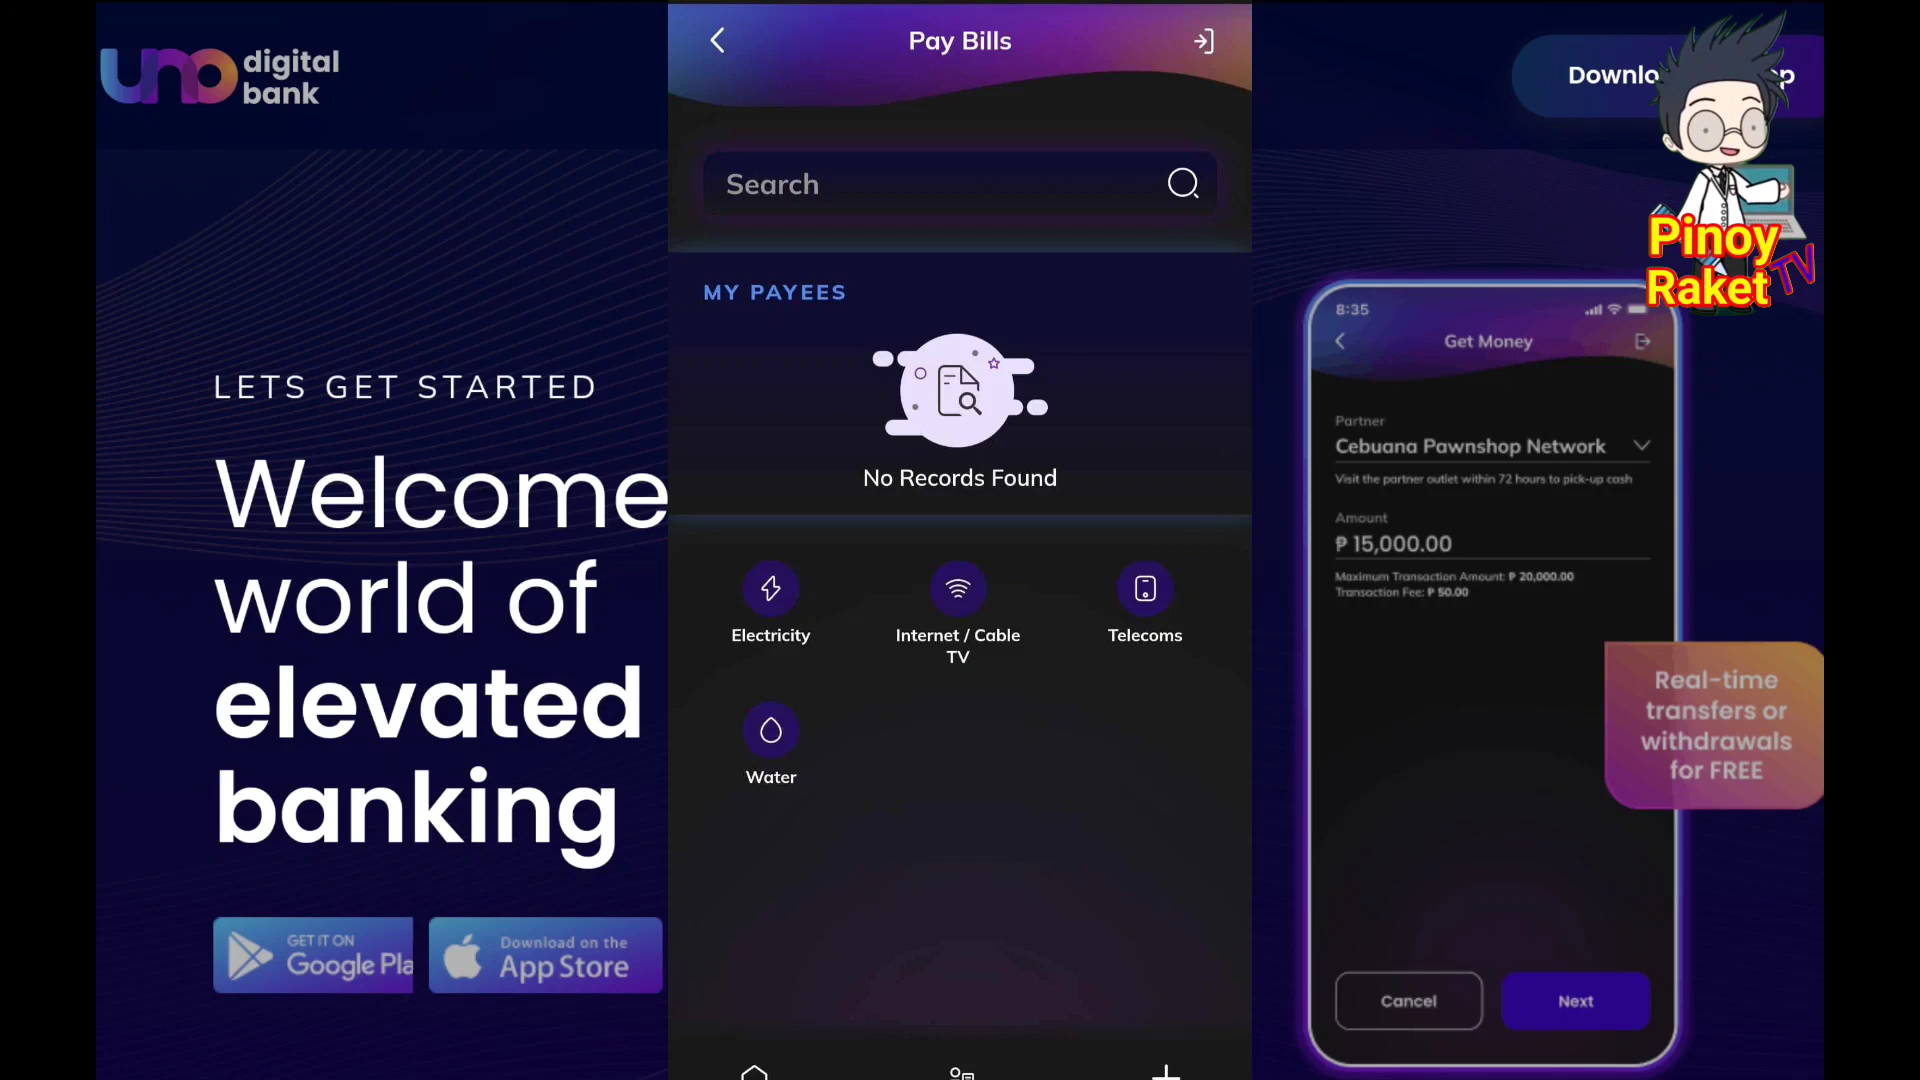 uno digital
bank
LETS GET STARTED
Welcome
world of
elevated
banking
GET IT ON
Google Pla
Download on the
App Store
Pay Bills
Search
MY PAYEES
No Records Found
Electricity
Internet / Cable
TV
Telecoms
Water
Downlo
p
Pinoy
Raket TV
8:35
Get Money
Partner
Cebuana Pawnshop Network
Visit the partner outlet within 72 hours to pick-up cash
Amount
₱ 15,000.00
Maximum Transaction Amount: ₱ 20,000.00
Transaction Fee: ₱ 50.00
Real-time
transfers or
withdrawals
for FREE
Cancel
Next